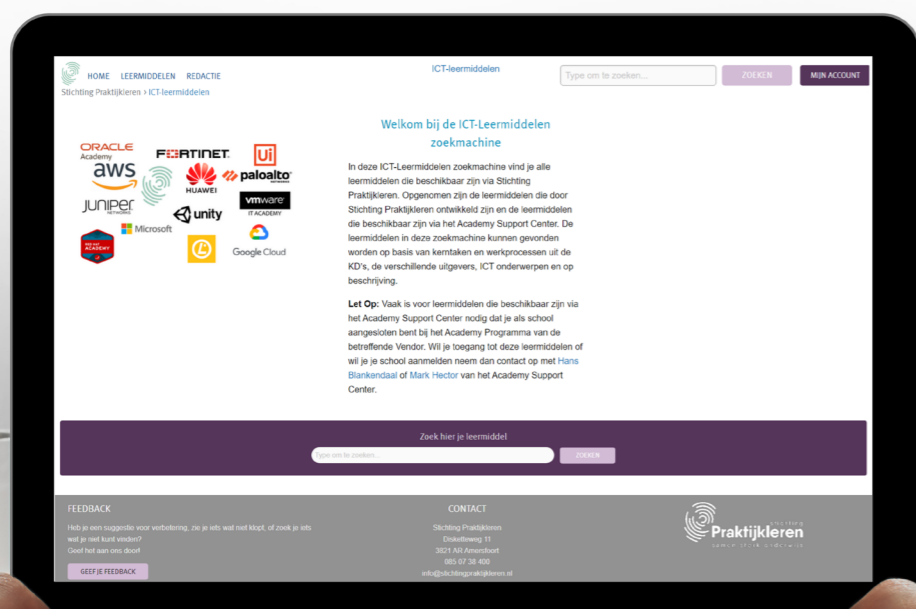 HOME LEERMIDDELEN REDACTIE
ICT-leermiddelen
Type om te zoeken...
ZOEKEN
MIJN ACCOUNT
Stichting Praktijkleren › ICT-leermiddelen
ORACLE
Academy
FORTINET
Ui
aws
HUAWEI
paloalto
NETWORKS
JUNIPER
NETWORKS
unity
vmware
IT ACADEMY
Microsoft
RED HAT
ACADEMY
Google Cloud
Welkom bij de ICT-Leermiddelen
zoekmachine
In deze ICT-Leermiddelen zoekmachine vind je alle
leermiddelen die beschikbaar zijn via Stichting
Praktijkleren. Opgenomen zijn de leermiddelen die door
Stichting Praktijkleren ontwikkeld zijn en de leermiddelen
die beschikbaar zijn via het Academy Support Center. De
leermiddelen in deze zoekmachine kunnen gevonden
worden op basis van kerntaken en werkprocessen uit de
KD's, de verschillende uitgevers, ICT onderwerpen en op
beschrijving.
Let Op: Vaak is voor leermiddelen die beschikbaar zijn via
het Academy Support Center nodig dat je als school
aangesloten bent bij het Academy Programma van de
betreffende Vendor. Wil je toegang tot deze leermiddelen of
wil je je school aanmelden neem dan contact op met Hans
Blankendaal of Mark Hector van het Academy Support
Center.
Zoek hier je leermiddel
Type om te zoeken...
ZOEKEN
FEEDBACK
Heb je een suggestie voor verbetering, zie je iets wat niet klopt, of zoek je iets
wat je niet kunt vinden?
Geef het aan ons door!
GEEF JE FEEDBACK
CONTACT
Stichting Praktijkleren
Disketteweg 11
3821 AR Amersfoort
085 07 38 400
info@stichtingpraktijkleren.nl
stichting
Praktijkleren
samen sterk onderwijs